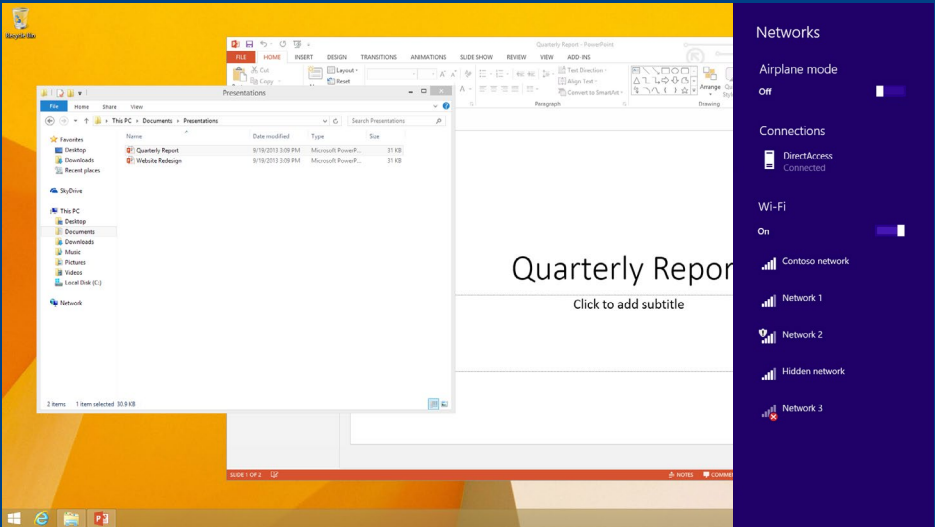 Recycle Bin
Quarterly Report - PowerPoint
FILE HOME INSERT DESIGN TRANSITIONS ANIMATIONS SLIDE SHOW REVIEW VIEW ADD-INS
Cut
Copy
Layout
Reset
Text Direction
Align Text
Convert to SmartArt
Arrange
Paragraph
Drawing
Presentations
File Home Share View
This PC Documents Presentations
Search Presentations
Favorites
Desktop
Downloads
Recent places
SkyDrive
This PC
Desktop
Documents
Downloads
Music
Pictures
Videos
Local Disk (C:)
Network
Name Date modified Type Size
Quarterly Report 9/19/2013 3:09 PM Microsoft PowerP... 31 KB
Website Redesign 9/19/2013 3:09 PM Microsoft PowerP... 31 KB
2 items 1 item selected 30.9 KB
Quarterly Repor
Click to add subtitle
SLIDE 1 OF 2
NOTES
COMME
Networks
Airplane mode
Off
Connections
DirectAccess
Connected
Wi-Fi
On
Contoso network
Network 1
Network 2
Hidden network
Network 3